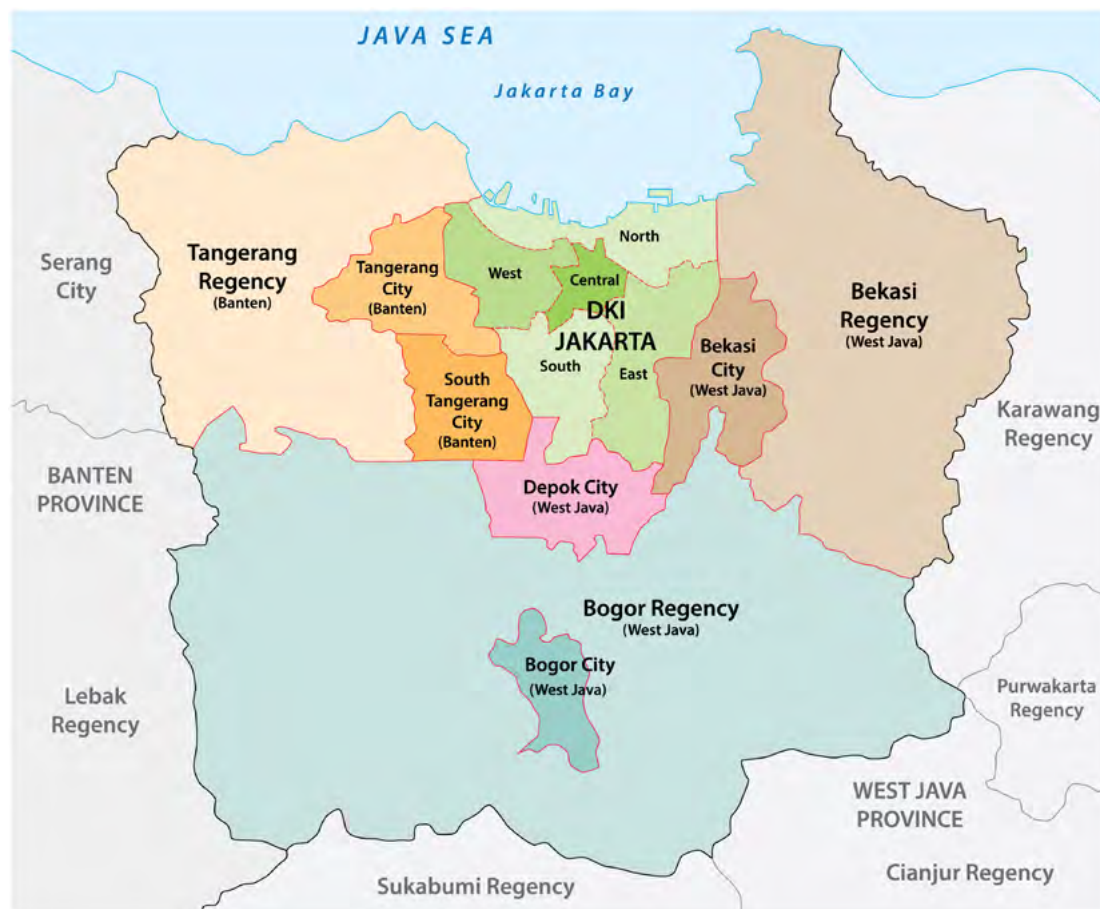 JAVA SEA
Jakarta Bay
North
Tangerang
Regency
(Banten)
Serang
City
Tangerang
City
(Banten)
West
Central
DKI
JAKARTA
Bekasi
Regency
(West Java)
South
East
Bekasi
City
(West Java)
South
Tangerang
City
(Banten)
Karawang
Regency
BANTEN
PROVINCE
Depok City
(West Java)
Bogor Regency
(West Java)
Bogor City
(West Java)
Lebak
Regency
Purwakarta
Regency
WEST JAVA
PROVINCE
Cianjur Regency
Sukabumi Regency